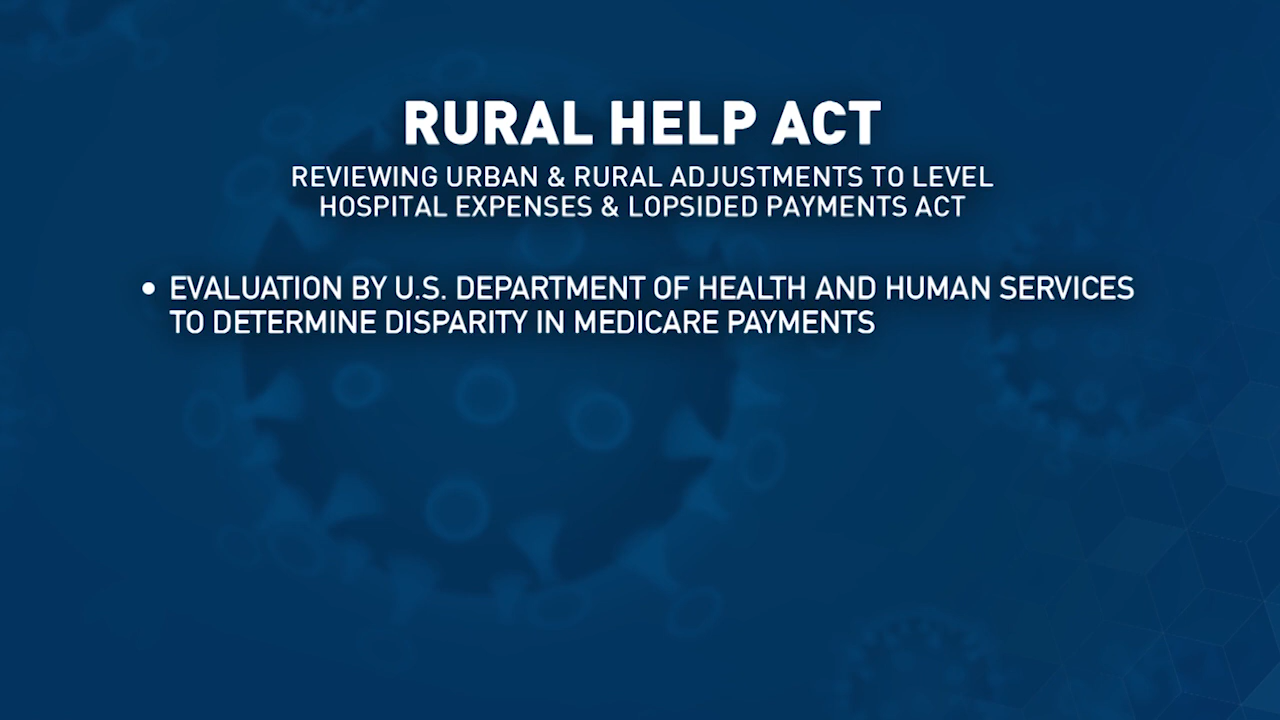 RURAL HELP ACT
REVIEWING URBAN & RURAL ADJUSTMENTS TO LEVEL
HOSPITAL EXPENSES & LOPSIDED PAYMENTS ACT
• EVALUATION BY U.S. DEPARTMENT OF HEALTH AND HUMAN SERVICES
TO DETERMINE DISPARITY IN MEDICARE PAYMENTS